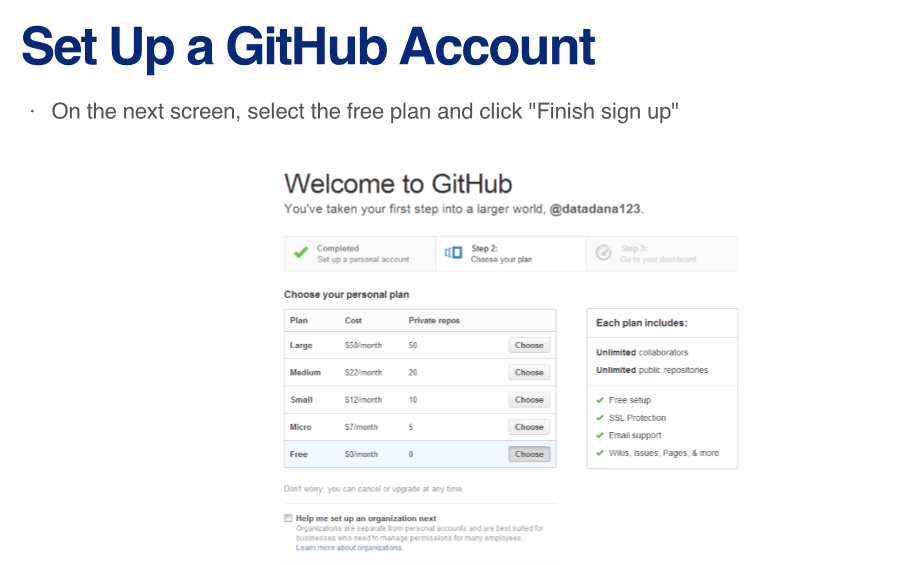 Set Up a GitHub Account
· On the next screen, select the free plan and click "Finish sign up"
Welcome to GitHub
You've taken your first step into a larger world, @datadana123.
Completed
Set up a personal account
Step 2:
Choose your plan
Step 3:
Go to your dashboard
Choose your personal plan
Plan Cost Private repos
Large $50/month 50 Choose
Medium $22/month 20 Choose
Small $12/month 10 Choose
Micro $7/month 5 Choose
Free $0/month 0 Choose
Don't worry, you can cancel or upgrade at any time.
Help me set up an organization next
Organizations are separate from personal accounts and are best suited for
businesses who need to manage permissions for many employees.
Learn more about organizations.
Each plan includes:
Unlimited collaborators
Unlimited public repositories
Free setup
SSL Protection
Email support
Wikis, Issues, Pages, & more